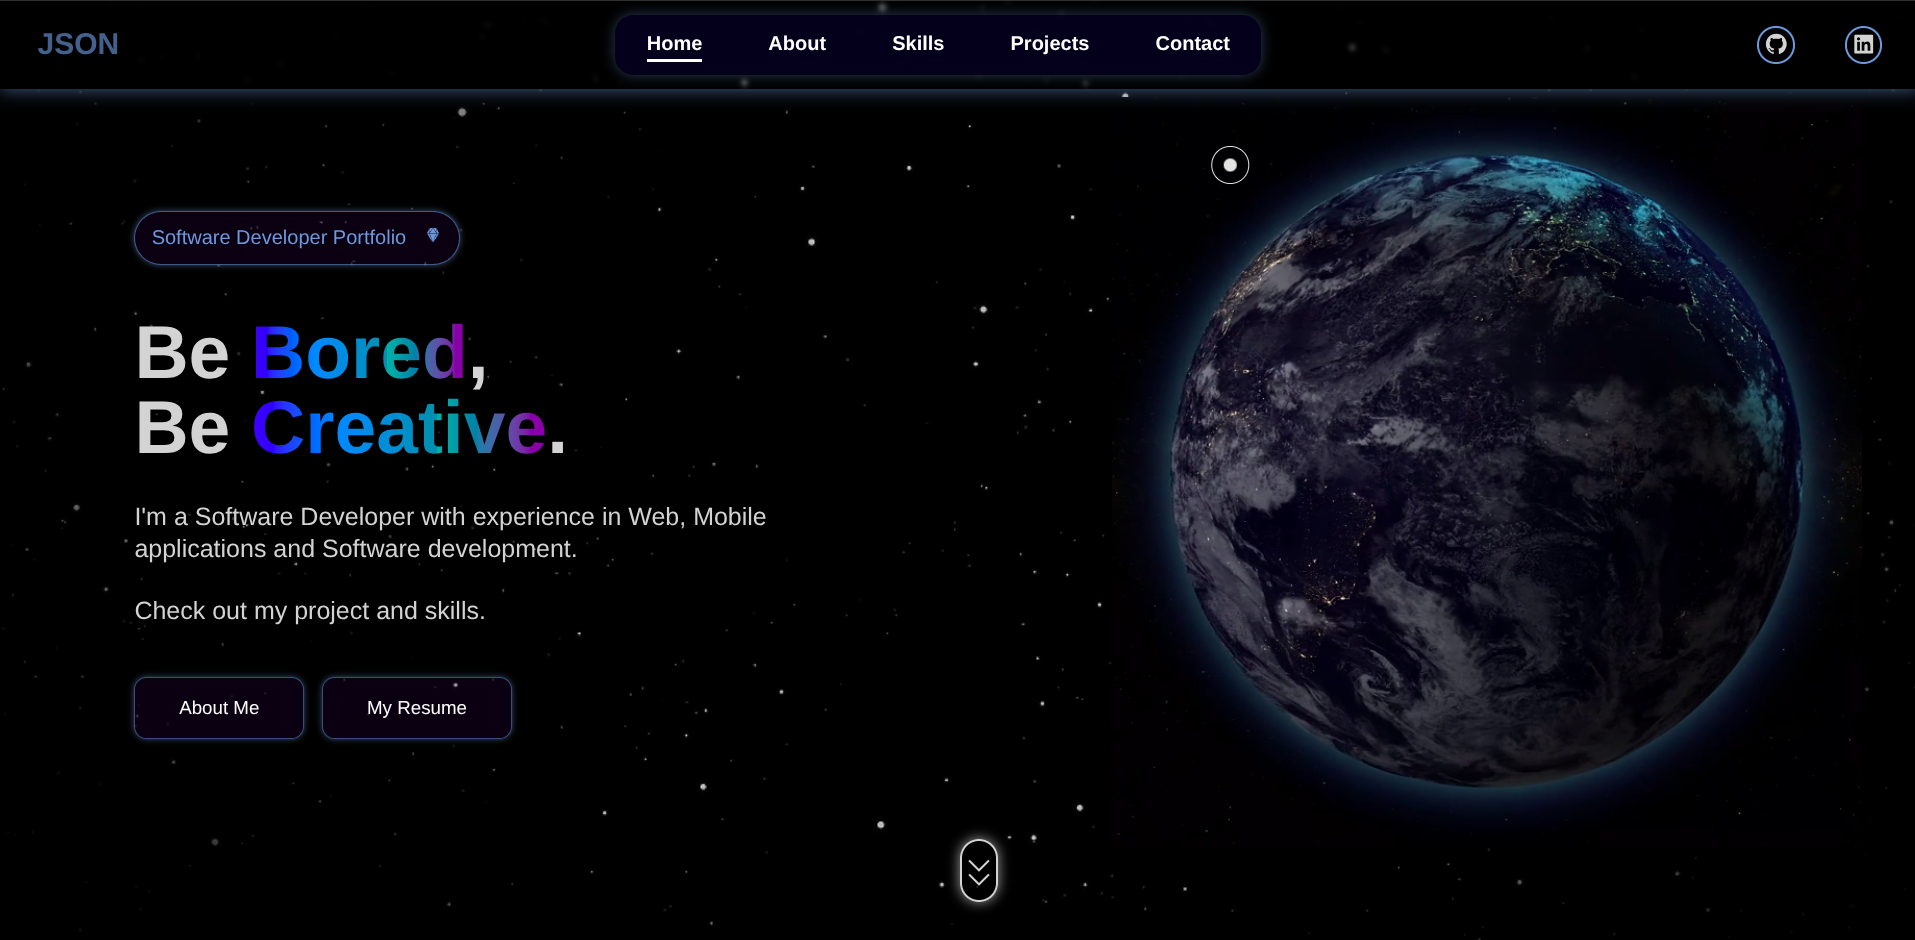 JSON
Home
About
Skills
Projects
Contact
Software Developer Portfolio
Be Bored,
Be Creative.
I'm a Software Developer with experience in Web, Mobile
applications and Software development.
Check out my project and skills.
About Me
My Resume